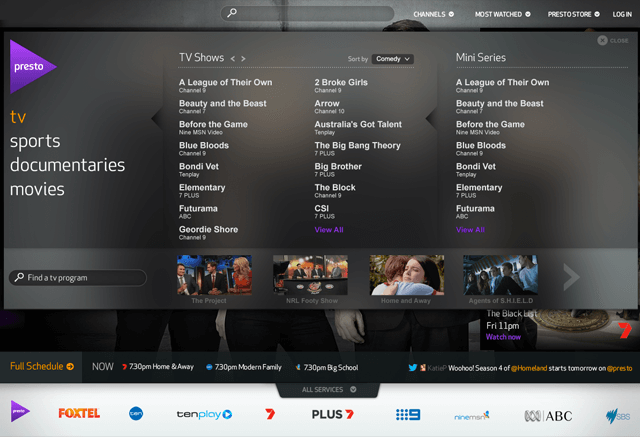 CHANNELS
MOST WATCHED
PRESTO STORE
LOG IN
CLOSE
presto
TV Shows
Sort by
Comedy
Mini Series
tv
sports
documentaries
movies
A League of Their Own
Channel 9
Beauty and the Beast
Channel 7
Before the Game
Nine MSN Video
Blue Bloods
Channel 9
Bondi Vet
Tenplay
Elementary
7 PLUS
Futurama
ABC
Geordie Shore
Channel 9
2 Broke Girls
Channel 9
Arrow
Channel 10
Australia's Got Talent
Tenplay
The Big Bang Theory
7 PLUS
Big Brother
7 PLUS
The Block
Channel 9
CSI
7 PLUS
View All
A League of Their Own
Channel 9
Beauty and the Beast
Channel 7
Before the Game
Nine MSN Video
Blue Bloods
Channel 9
Bondi Vet
Tenplay
Elementary
7 PLUS
Futurama
ABC
View All
Find a tv program
The Project
NRL Footy Show
Home and Away
Agents of S.H.I.E.L.D
The Black List
Fri 11pm
Watch now
7
Full Schedule
NOW
7.30pm Home & Away
7.30pm Modern Family
7.30pm Big School
KatieP Woohoo! Season 4 of @Homeland starts tomorrow on @presto
ALL SERVICES
presto
FOXTEL
ten
tenplay
7
PLUS 7
9
ninemsn
ABC
SBS